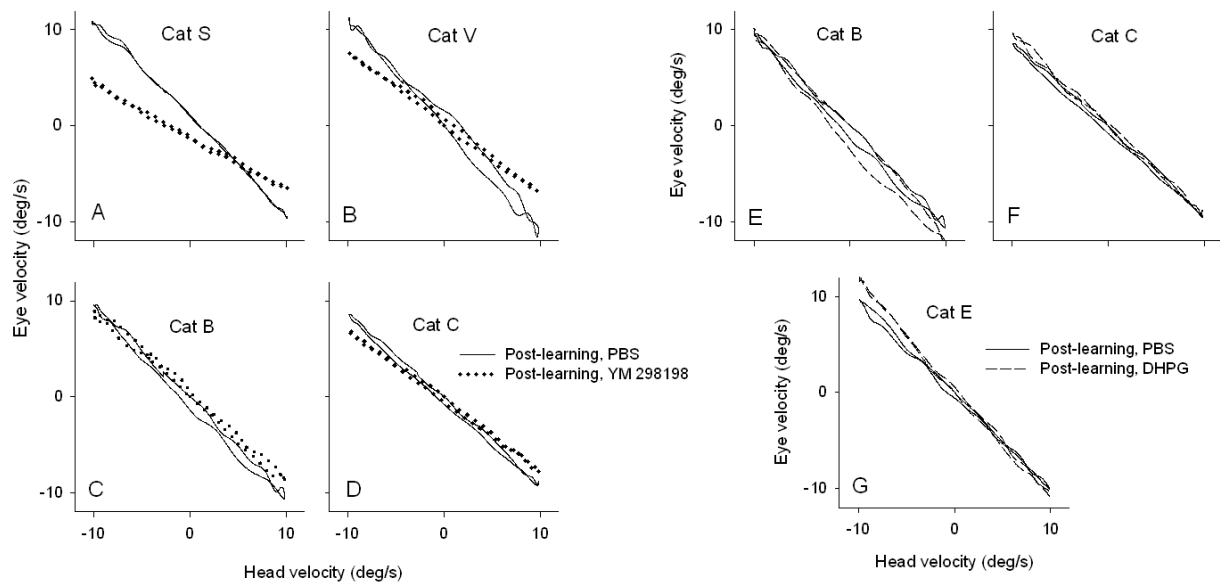 Eye velocity (deg/s)
10
0
-10
Cat S
A
Cat V
B
10
0
-10
Cat B
C
-10
0
10
Cat C
D
-10
0
10
Post-learning, PBS
Post-learning, YM 298198
Head velocity (deg/s)
Eye velocity (deg/s)
10
0
-10
Cat B
E
Cat C
F
Eye velocity (deg/s)
10
0
-10
Cat E
G
-10
0
10
Post-learning, PBS
Post-learning, DHPG
Head velocity (deg/s)